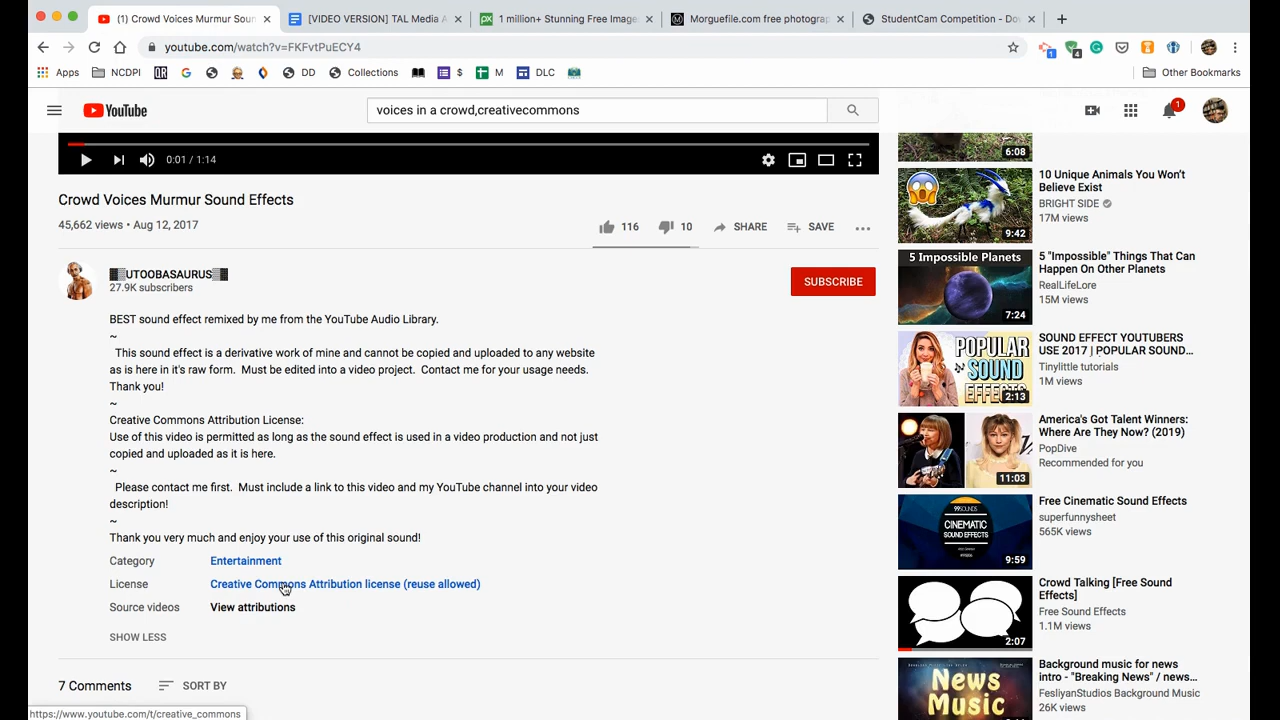 (1) Crowd Voices Murmur Soun
[VIDEO VERSION] TAL Media A
1 million+ Stunning Free Image
Morguefile.com free photograp
StudentCam Competition - Do
youtube.com/watch?v=FKFvtPuECY4
1
4
Apps
NCDPI
DR
G
DD
Collections
$
M
DLC
Other Bookmarks
YouTube
voices in a crowd,creativecommons
1
0:01 / 1:14
Crowd Voices Murmur Sound Effects
45,662 views • Aug 12, 2017
116
10
SHARE
SAVE
▓▒UTOOBASAURUS▒▓
27.9K subscribers
SUBSCRIBE
BEST sound effect remixed by me from the YouTube Audio Library.
~
This sound effect is a derivative work of mine and cannot be copied and uploaded to any website
as is here in it's raw form. Must be edited into a video project. Contact me for your usage needs.
Thank you!
~
Creative Commons Attribution License:
Use of this video is permitted as long as the sound effect is used in a video production and not just
copied and uploaded as it is here.
~
Please contact me first. Must include links to this video and my YouTube channel into your video
description!
~
Thank you very much and enjoy your use of this original sound!
Category Entertainment
License Creative Commons Attribution license (reuse allowed)
Source videos View attributions
SHOW LESS
7 Comments
SORT BY
https://www.youtube.com/t/creative_commons
6:08
10 Unique Animals You Won't
Believe Exist
BRIGHT SIDE
17M views
9:42
5 Impossible Planets
7:24
5 "Impossible" Things That Can
Happen On Other Planets
RealLifeLore
15M views
POPULAR
SOUND
EFFECTS
2:13
SOUND EFFECT YOUTUBERS
USE 2017 | POPULAR SOUND...
Tinylittle tutorials
1M views
11:03
America's Got Talent Winners:
Where Are They Now? (2019)
PopDive
Recommended for you
99SOUNDS
CINEMATIC
SOUND EFFECTS
9:59
Free Cinematic Sound Effects
superfunnysheet
565K views
2:07
Crowd Talking [Free Sound
Effects]
Free Sound Effects
1.1M views
News
Music
Background music for news
intro - "Breaking News" / news...
FesliyanStudios Background Music
26K views